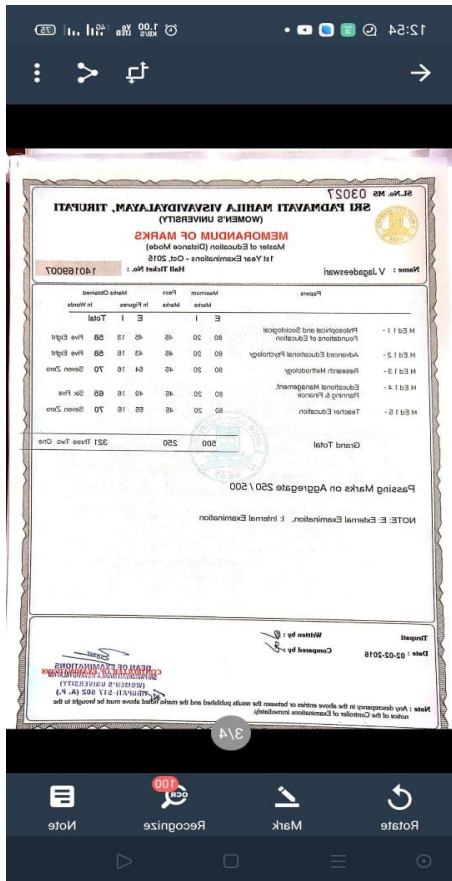 12:54
1.00 KB/S
75
SL.No. MS 03027
SRI PADMAVATI MAHILA VISVAVIDYALAYAM, TIRUPATI
(WOMEN'S UNIVERSITY)
MEMORANDUM OF MARKS
Master of Education (Distance Mode)
1st Year Examinations - Oct, 2015
Name : V Jagadeeswari Hall Ticket No. : 140169007
Papers Maximum Marks Pass Marks Marks Obtained
In Figures In Words
E I E I Total
M Ed 1 1 - Philosophical and Sociological Foundations of Education 80 20 45 45 13 58 Five Eight
M Ed 1 2 - Advanced Educational Psychology 80 20 45 43 15 58 Five Eight
M Ed 1 3 - Research Methodology 80 20 45 54 16 70 Seven Zero
M Ed 1 4 - Educational Management, Planning & Finance 80 20 45 49 16 65 Six Five
M Ed 1 5 - Teacher Education 80 20 45 55 15 70 Seven Zero
Grand Total 500 250 321 Three Two One
Passing Marks on Aggregate 250 / 500
NOTE: E: External Examination, I: Internal Examination
Tirupati Written by :
Date : 02-02-2016 Compared by
DEAN OF EXAMINATIONS
CONTROLLER OF EXAMINATIONS
(WOMEN'S UNIVERSITY)
TIRUPATI-517 502 (A. P.)
Note : Any discrepancy in the above entries or between the results published and the marks noted above must be brought to the
notice of the Controller of Examinations immediately.
3/4
Rotate
Mark
OCR
100
Recognize
Note